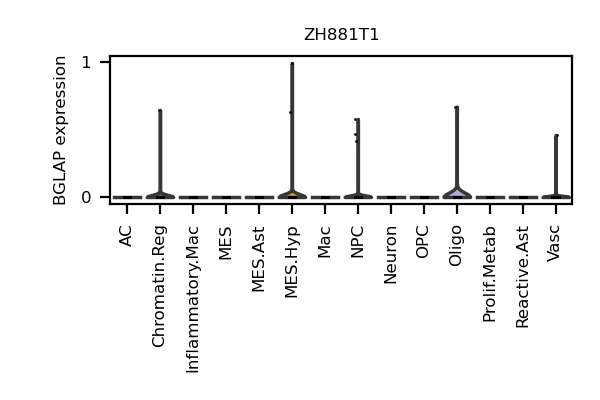 ZH881T1
BGLAP expression
1
0
AC
Chromatin.Reg
Inflammatory.Mac
MES
MES.Ast
MES.Hyp
Mac
NPC
Neuron
OPC
Oligo
Prolif.Metab
Reactive.Ast
Vasc